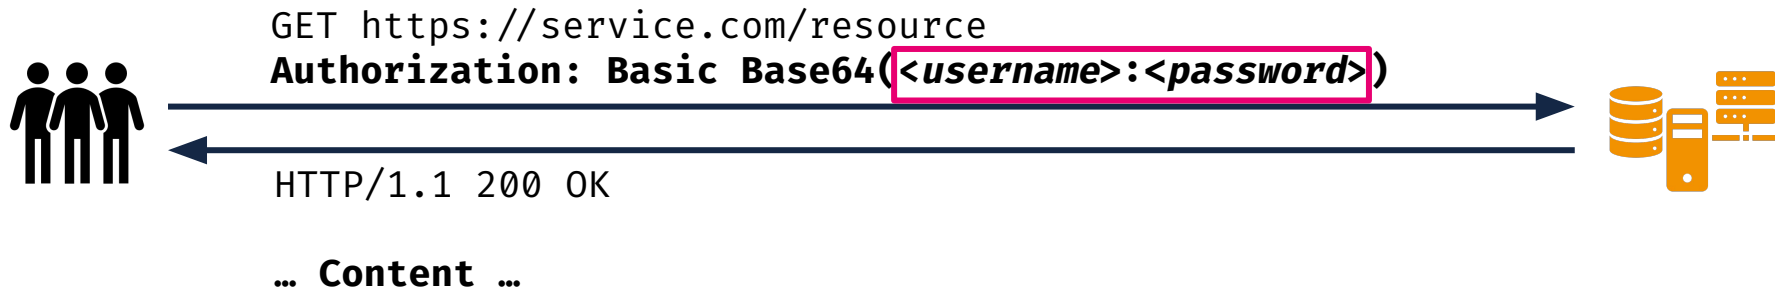 GET https://service.com/resource
Authorization: Basic Base64(<username>:<password>)
HTTP/1.1 200 OK
… Content …